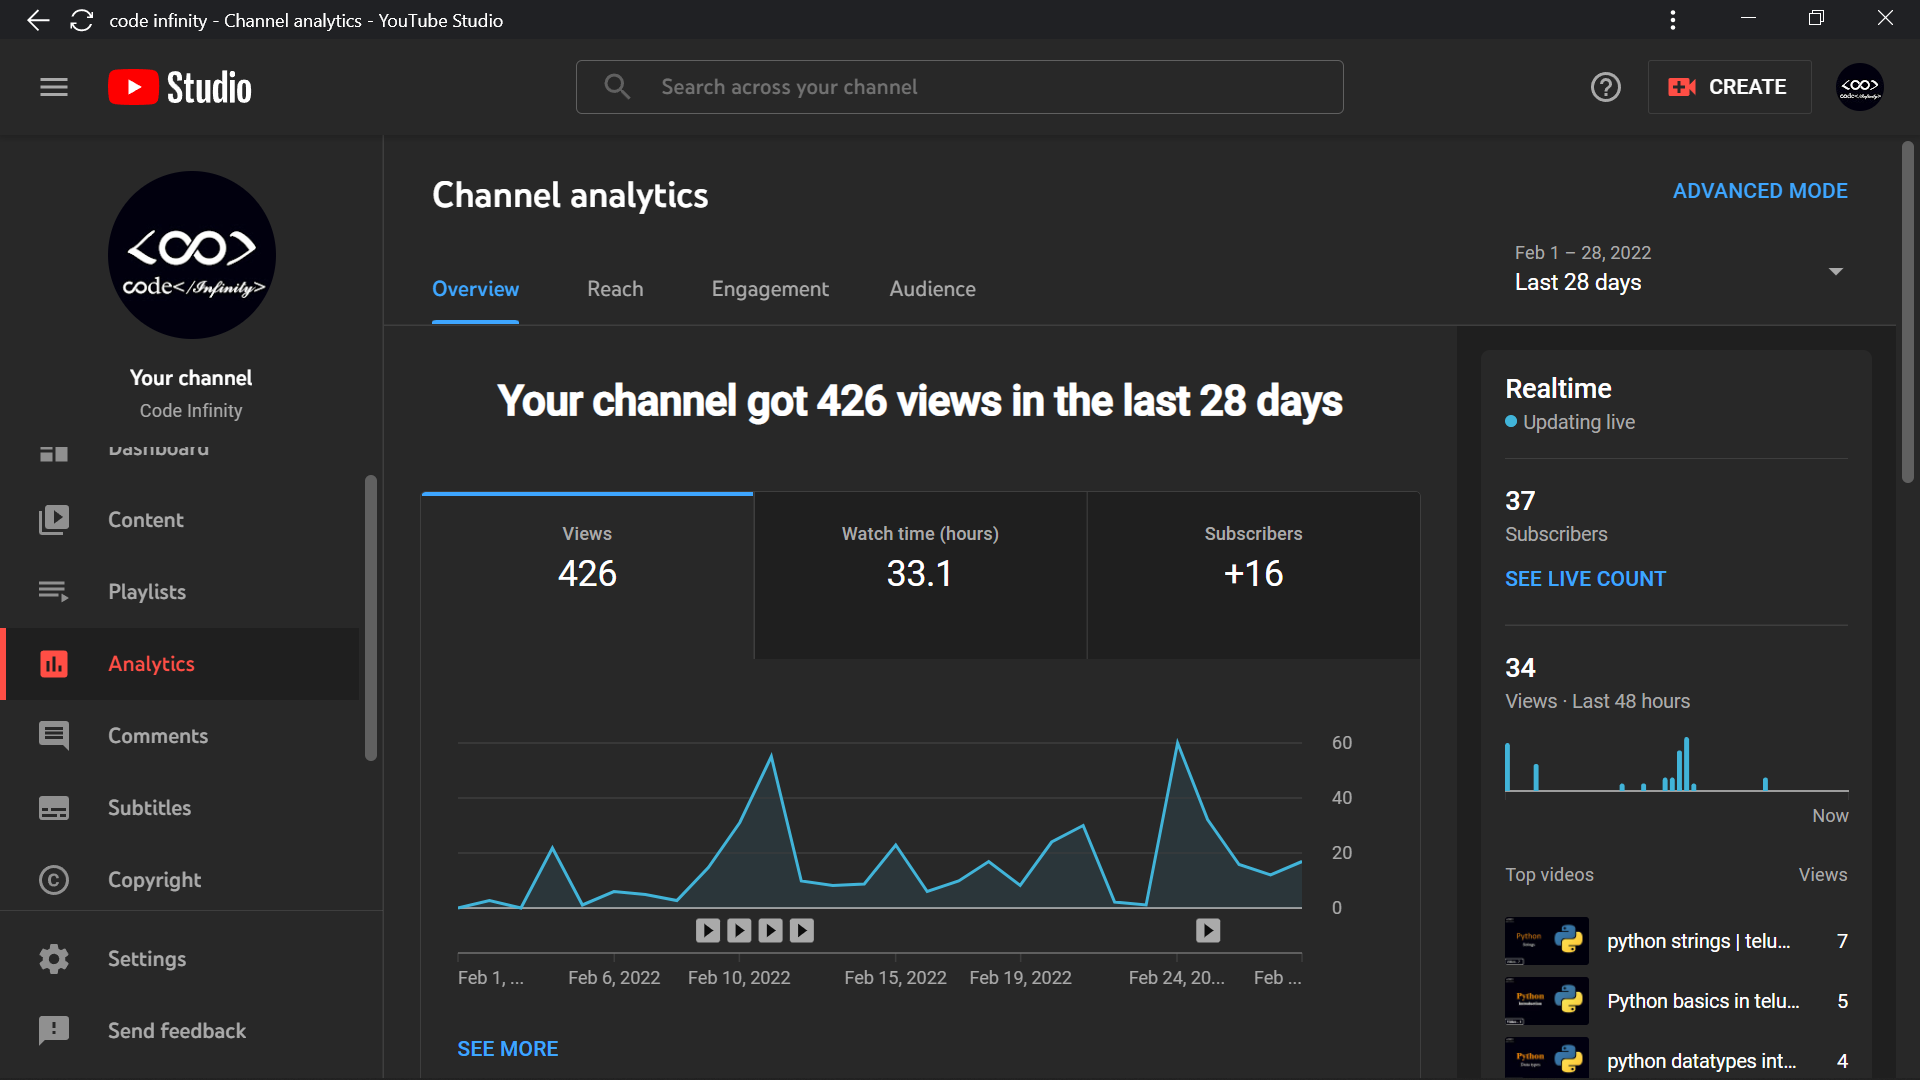 code infinity - Channel analytics - YouTube Studio
Studio
Search across your channel
CREATE
code</Infinity>
Your channel
Code Infinity
Dashboard
Content
Playlists
Analytics
Comments
Subtitles
Copyright
Settings
Send feedback
Channel analytics
ADVANCED MODE
Feb 1 – 28, 2022
Last 28 days
Overview Reach Engagement Audience
Your channel got 426 views in the last 28 days
Views Watch time (hours) Subscribers
426 33.1 +16
60
40
20
0
Feb 1, ... Feb 6, 2022 Feb 10, 2022 Feb 15, 2022 Feb 19, 2022 Feb 24, 20... Feb ...
SEE MORE
Realtime
Updating live
37
Subscribers
SEE LIVE COUNT
34
Views · Last 48 hours
Now
Top videos Views
Python
python strings | telu... 7
Python
Python basics in telu... 5
Python
python datatypes int... 4